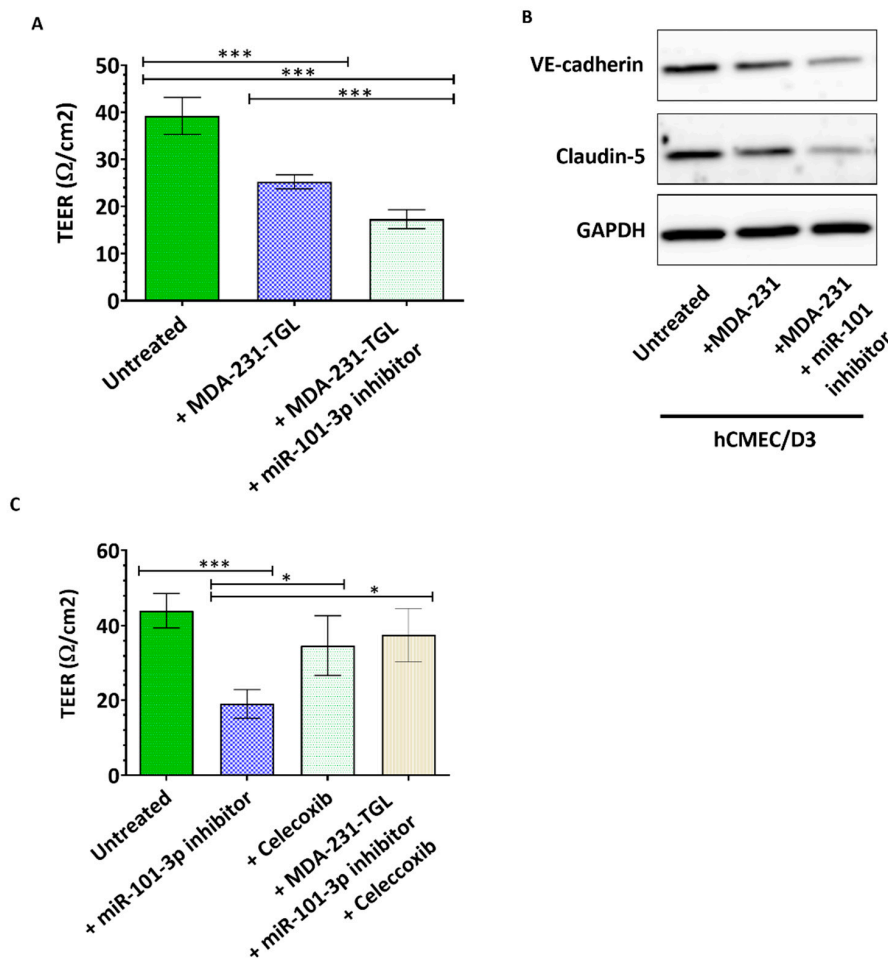 A
***
***
***
TEER (Ω/cm2)
50
40
30
20
10
0
Untreated
+ MDA-231-TGL
+ MDA-231-TGL
+ miR-101-3p inhibitor
B
VE-cadherin
Claudin-5
GAPDH
Untreated
+MDA-231
+MDA-231
+ miR-101
inhibitor
hCMEC/D3
C
***
*
*
TEER (Ω/cm2)
60
40
20
0
Untreated
+ miR-101-3p inhibitor
+ Celecoxib
+ MDA-231-TGL
+ miR-101-3p inhibitor
+ Celeccoxib